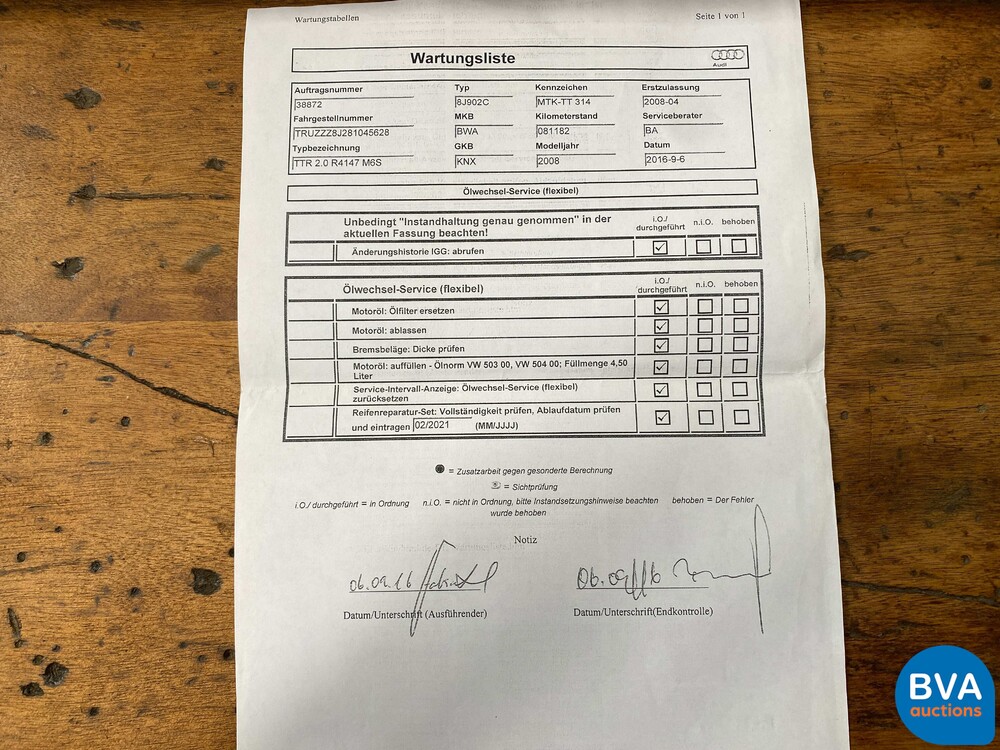 Wartungstabellen Seite 1 von 1
Wartungsliste
Audi
Auftragsnummer Typ Kennzeichen Erstzulassung
38872 8J902C MTK-TT 314 2008-04
Fahrgestellnummer MKB Kilometerstand Serviceberater
TRUZZZ8J281045628 BWA 081182 BA
Typbezeichnung GKB Modelljahr Datum
TTR 2.0 R4147 M6S KNX 2008 2016-9-6
Ölwechsel-Service (flexibel)
Unbedingt "Instandhaltung genau genommen" in der i.O./ n.i.O. behoben
aktuellen Fassung beachten! durchgeführt
Änderungshistorie IGG: abrufen
Ölwechsel-Service (flexibel) i.O./ n.i.O. behoben
durchgeführt
Motoröl: Ölfilter ersetzen
Motoröl: ablassen
Bremsbeläge: Dicke prüfen
Motoröl: auffüllen - Ölnorm VW 503 00, VW 504 00; Füllmenge 4,50
Liter
Service-Intervall-Anzeige: Ölwechsel-Service (flexibel)
zurücksetzen
Reifenreparatur-Set: Vollständigkeit prüfen, Ablaufdatum prüfen
und eintragen 02/2021 (MM/JJJJ)
= Zusatzarbeit gegen gesonderte Berechnung
= Sichtprüfung
i.O./ durchgeführt = in Ordnung n.i.O. = nicht in Ordnung, bitte Instandsetzungshinweise beachten behoben = Der Fehler
wurde behoben
Notiz
06.09.16 06.09.16
Datum/Unterschrift (Ausführender) Datum/Unterschrift(Endkontrolle)
BVA
auctions